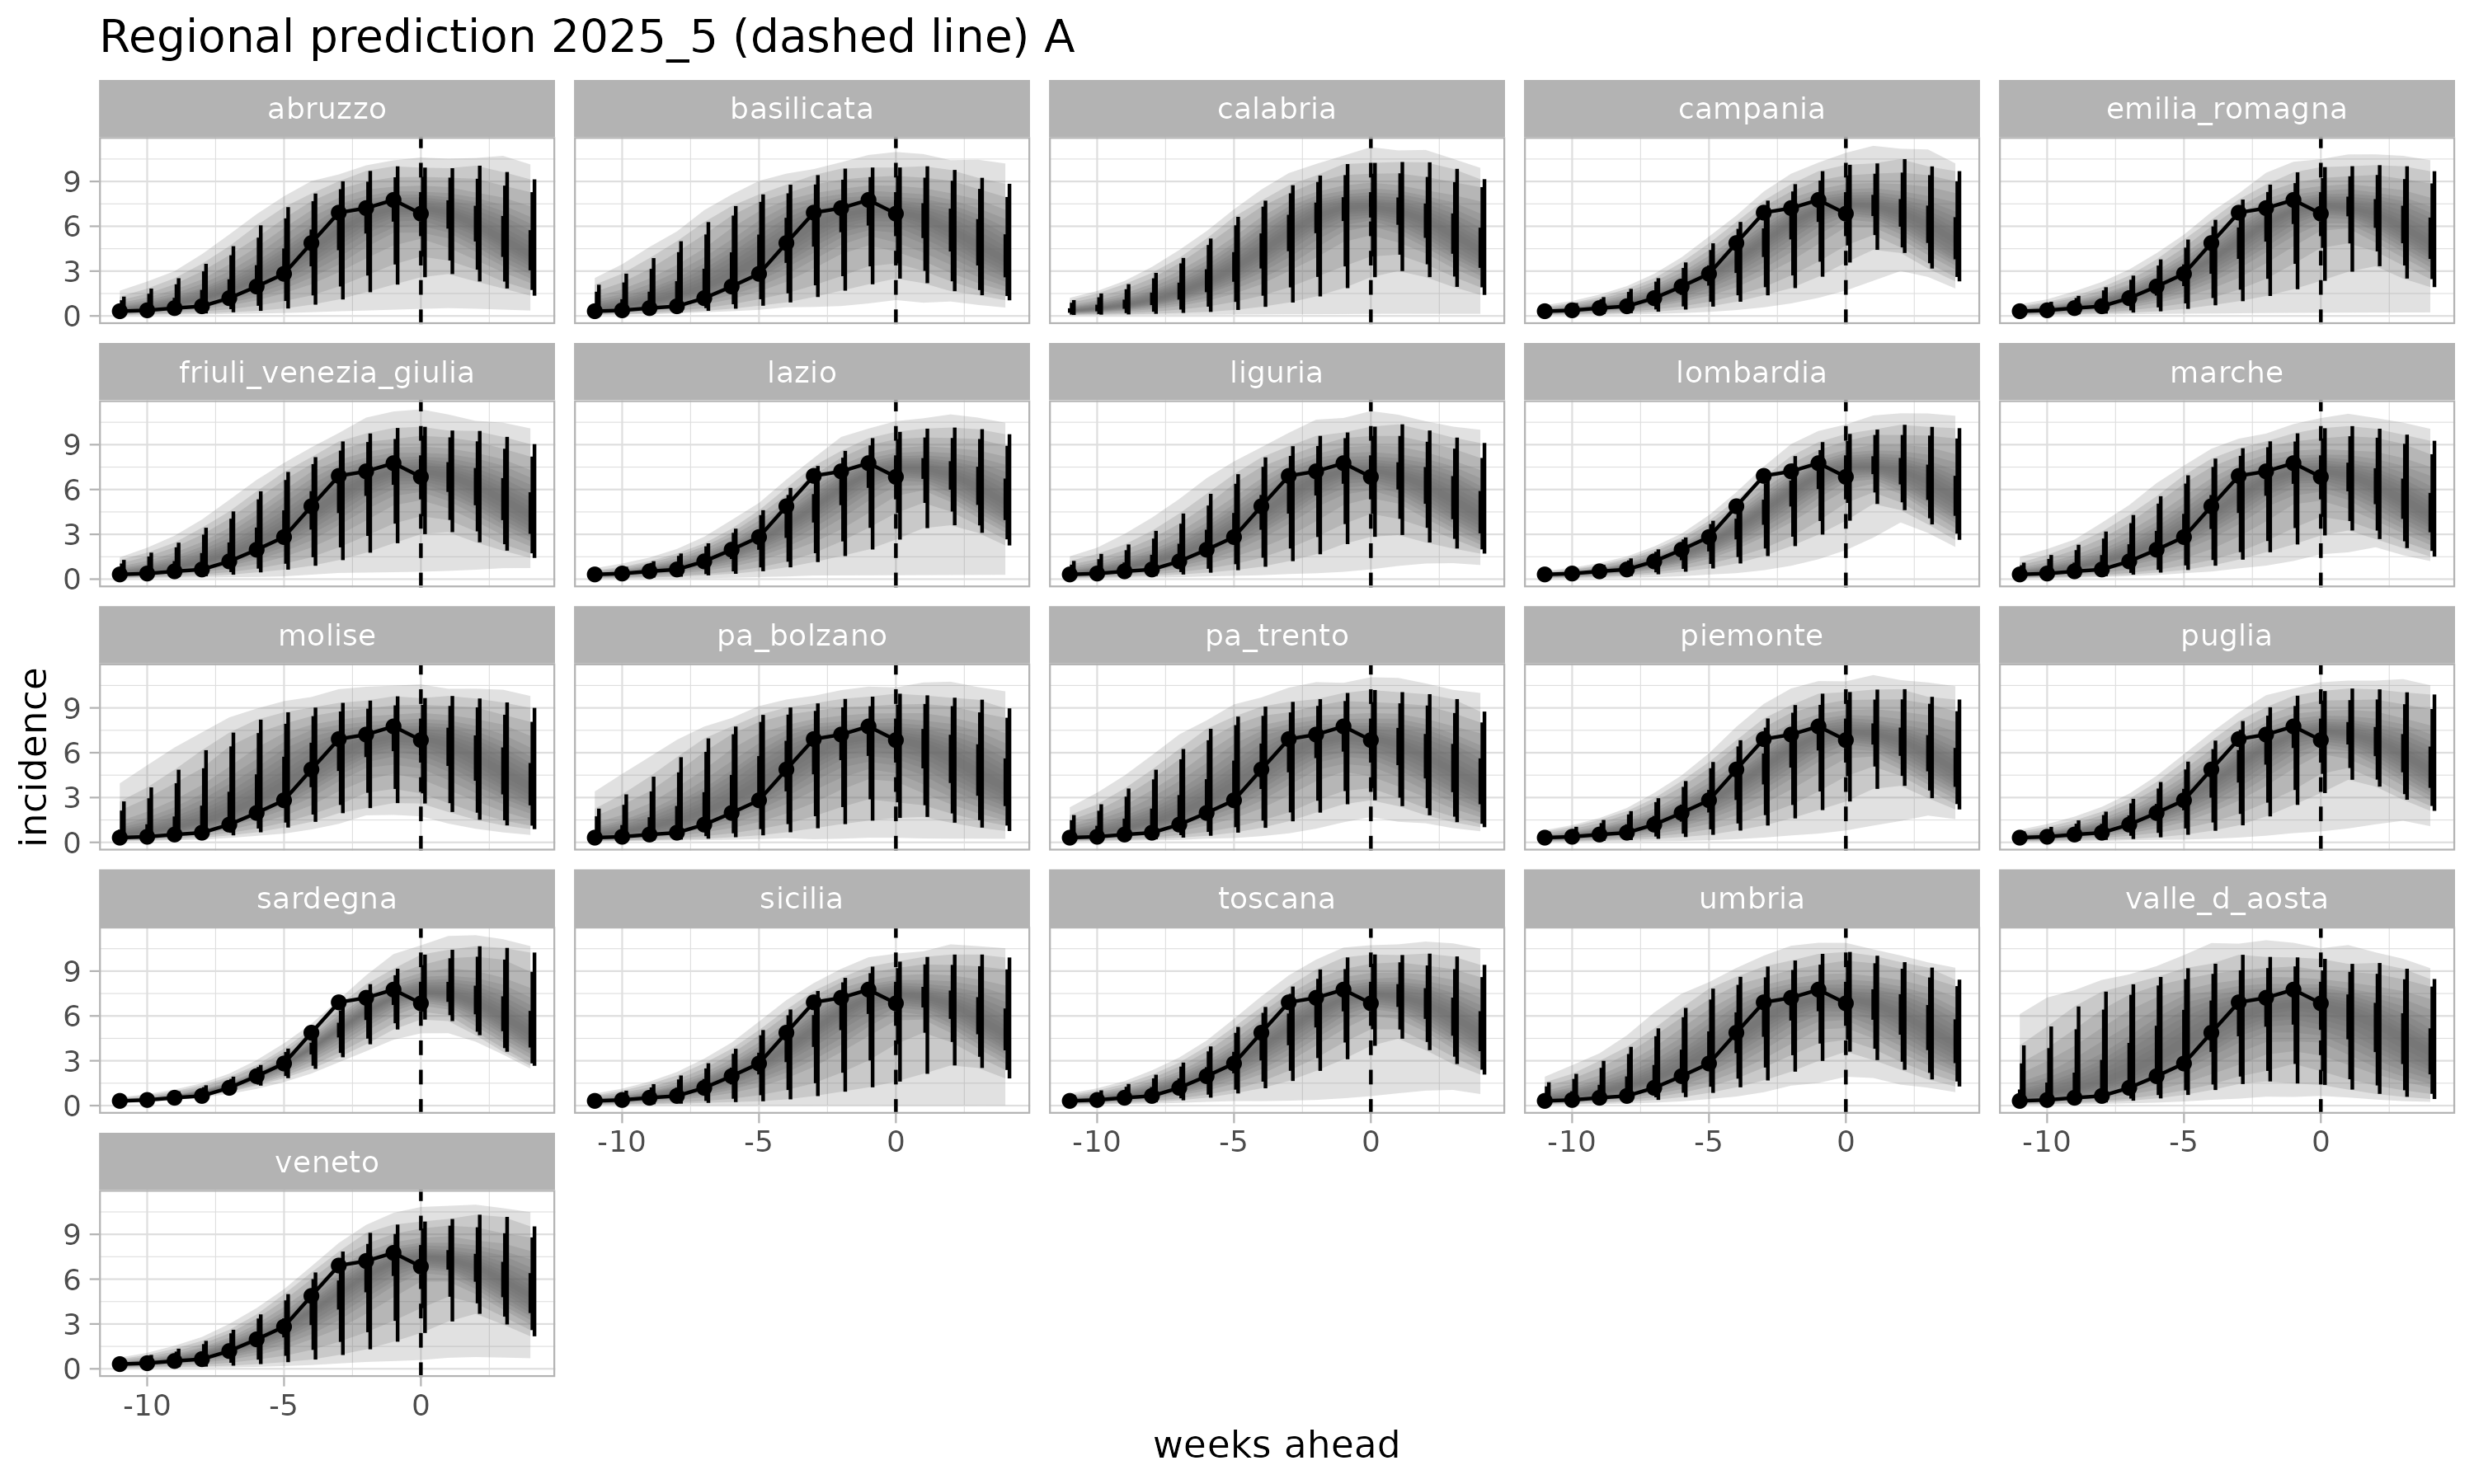 Regional prediction 2025_5 (dashed line) A
abruzzo basilicata calabria campania emilia_romagna
9
6
3
0
friuli_venezia_giulia lazio liguria lombardia marche
9
6
3
0
molise pa_bolzano pa_trento piemonte puglia
9
6
3
0
incidence
sardegna sicilia toscana umbria valle_d_aosta
9
6
3
0
-10 -5 0 -10 -5 0 -10 -5 0 -10 -5 0
veneto
9
6
3
0
-10 -5 0
weeks ahead